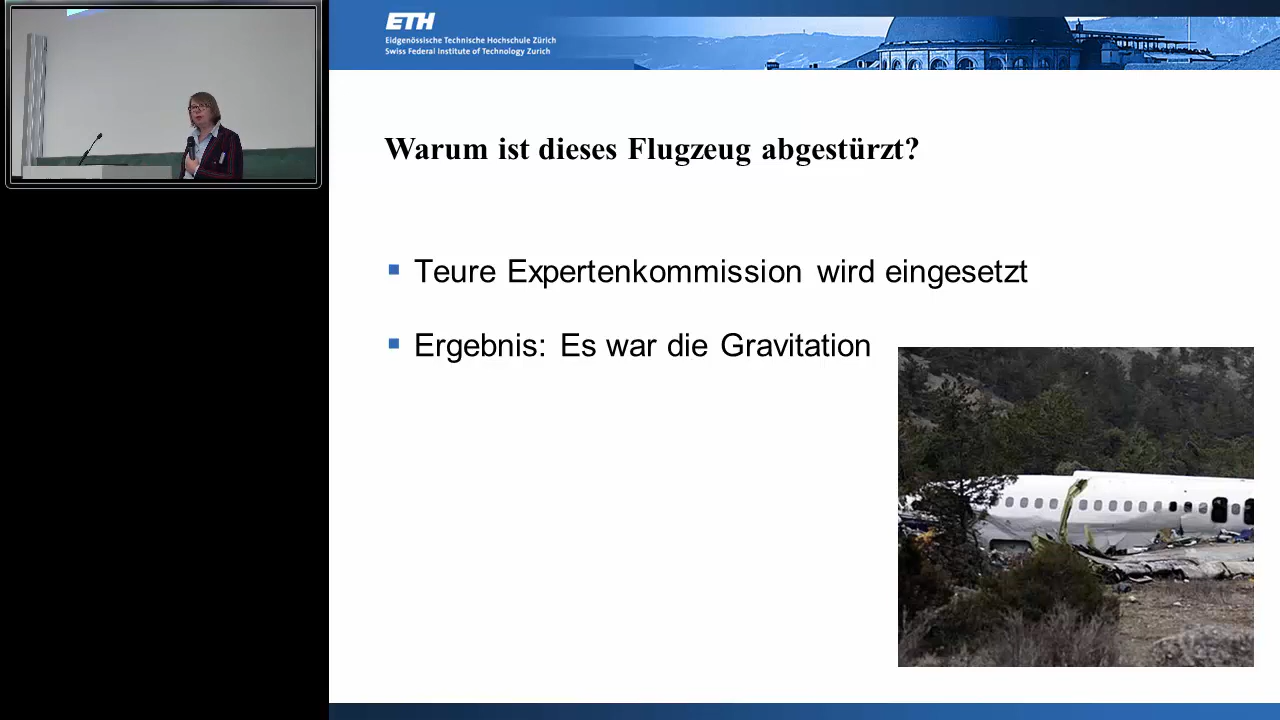 ETH
Eidgenössische Technische Hochschule Zürich
Swiss Federal Institute of Technology Zurich
Warum ist dieses Flugzeug abgestürzt?
Teure Expertenkommission wird eingesetzt
Ergebnis: Es war die Gravitation